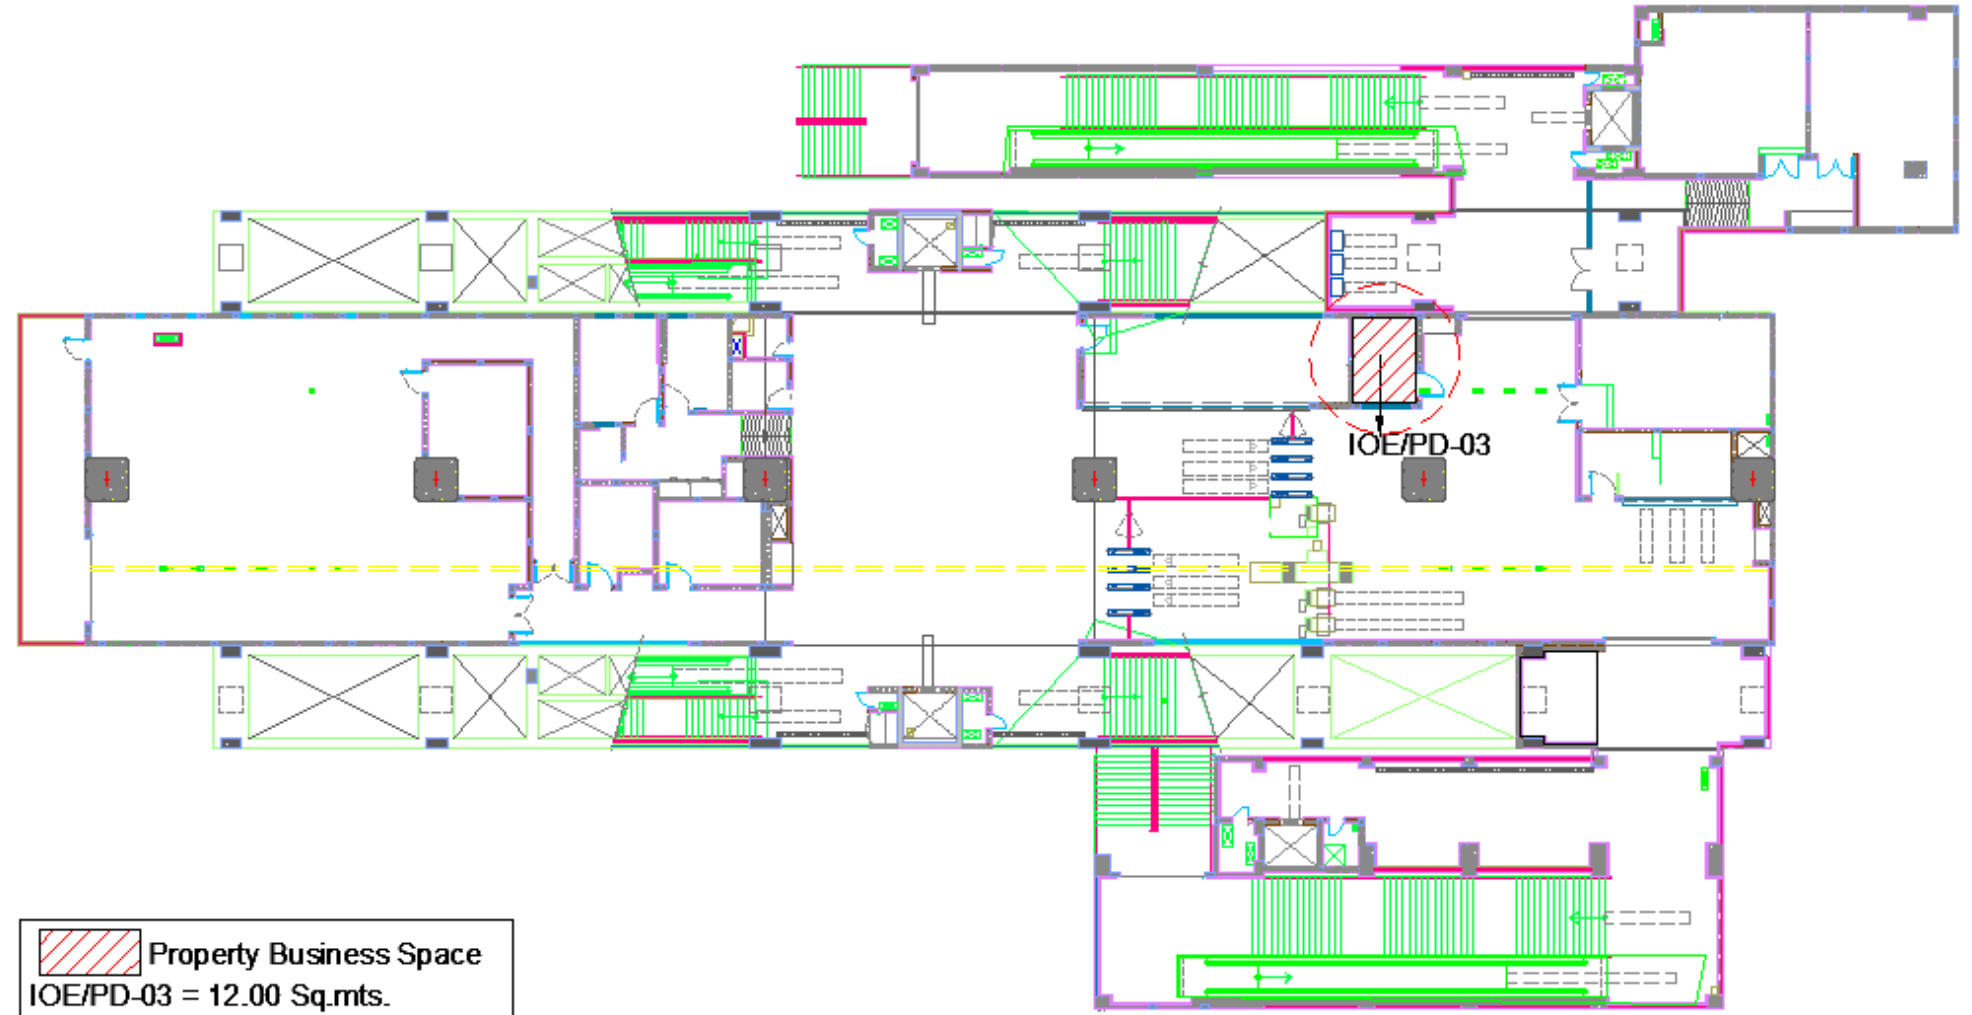 IOE/PD-03
Property Business Space
IOE/PD-03 = 12.00 Sq.mts.